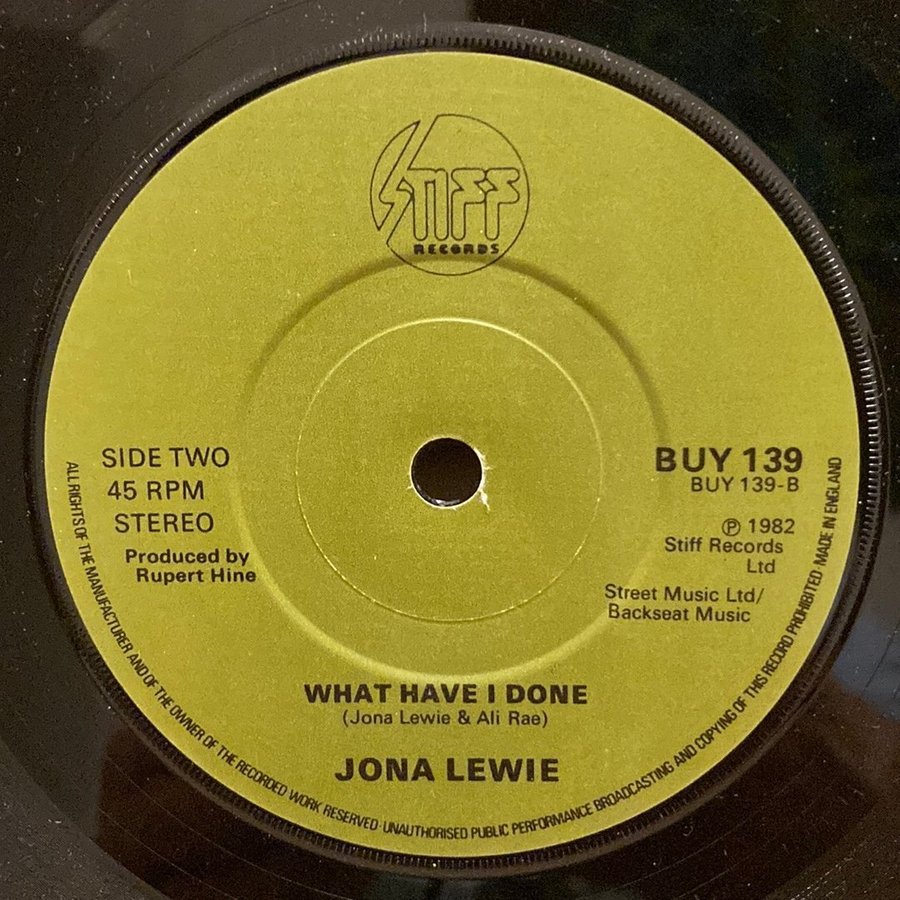 STIFF
RECORDS
SIDE TWO
45 RPM
STEREO
Produced by
Rupert Hine
BUY 139
BUY 139-B
℗ 1982
Stiff Records
Ltd
Street Music Ltd/
Backseat Music
WHAT HAVE I DONE
(Jona Lewie & Ali Rae)
JONA LEWIE
ALL RIGHTS OF THE MANUFACTURER AND OF THE OWNER OF THE RECORDED WORK RESERVED·UNAUTHORISED PUBLIC PERFORMANCE BROADCASTING AND COPYING OF THIS RECORD PROHIBITED·MADE IN ENGLAND